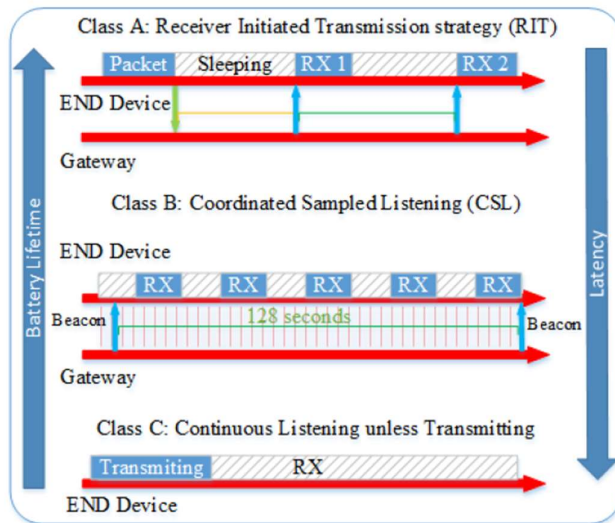 Class A: Receiver Initiated Transmission strategy (RIT)
Packet Sleeping RX 1 RX 2
END Device
Gateway
Class B: Coordinated Sampled Listening (CSL)
END Device
RX RX RX RX RX
Beacon 128 seconds Beacon
Gateway
Class C: Continuous Listening unless Transmitting
Transmiting RX
END Device
Battery Lifetime
Latency